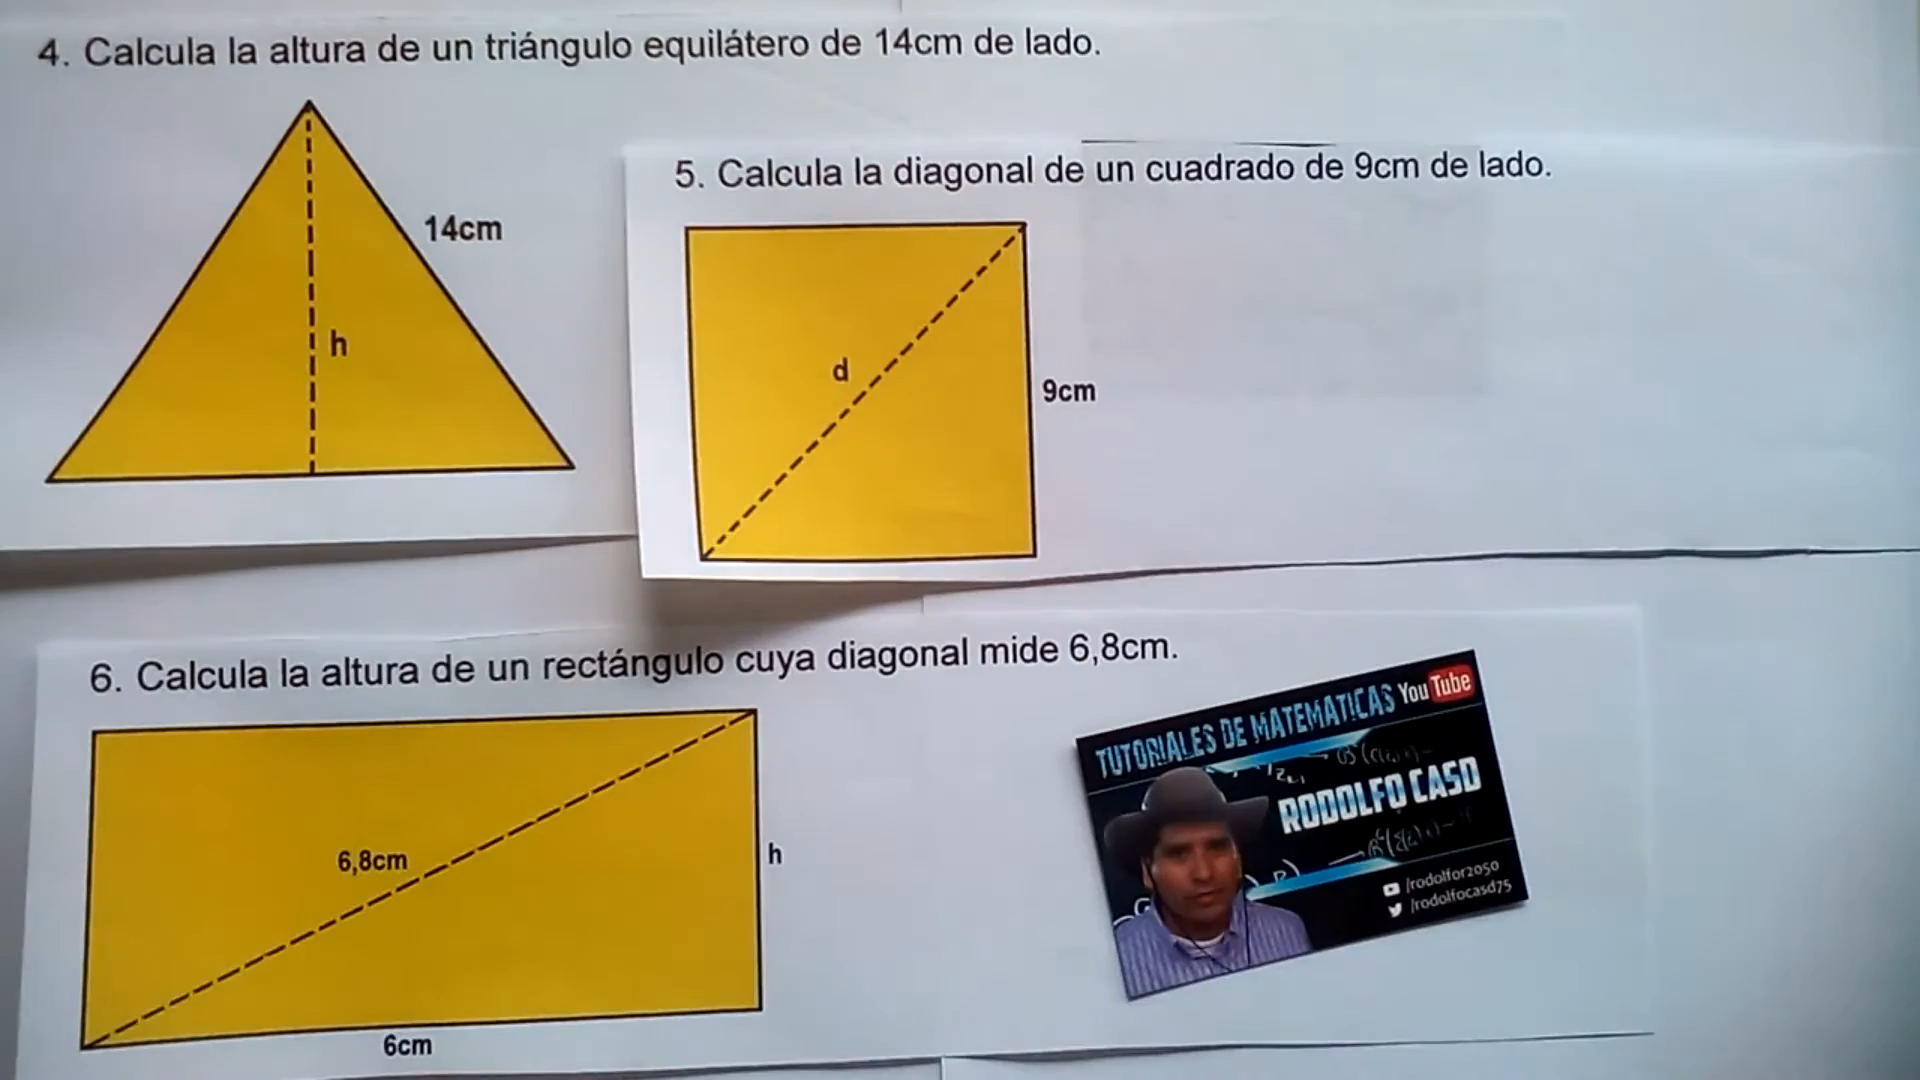 4. Calcula la altura de un triángulo equilátero de 14cm de lado.
14cm
h
5. Calcula la diagonal de un cuadrado de 9cm de lado.
d
9cm
6. Calcula la altura de un rectángulo cuya diagonal mide 6,8cm.
6,8cm
h
6cm
TUTORIALES DE MATEMATICAS YouTube
RODOLFO CASD
/rodolfor2050
/rodolfocasd75